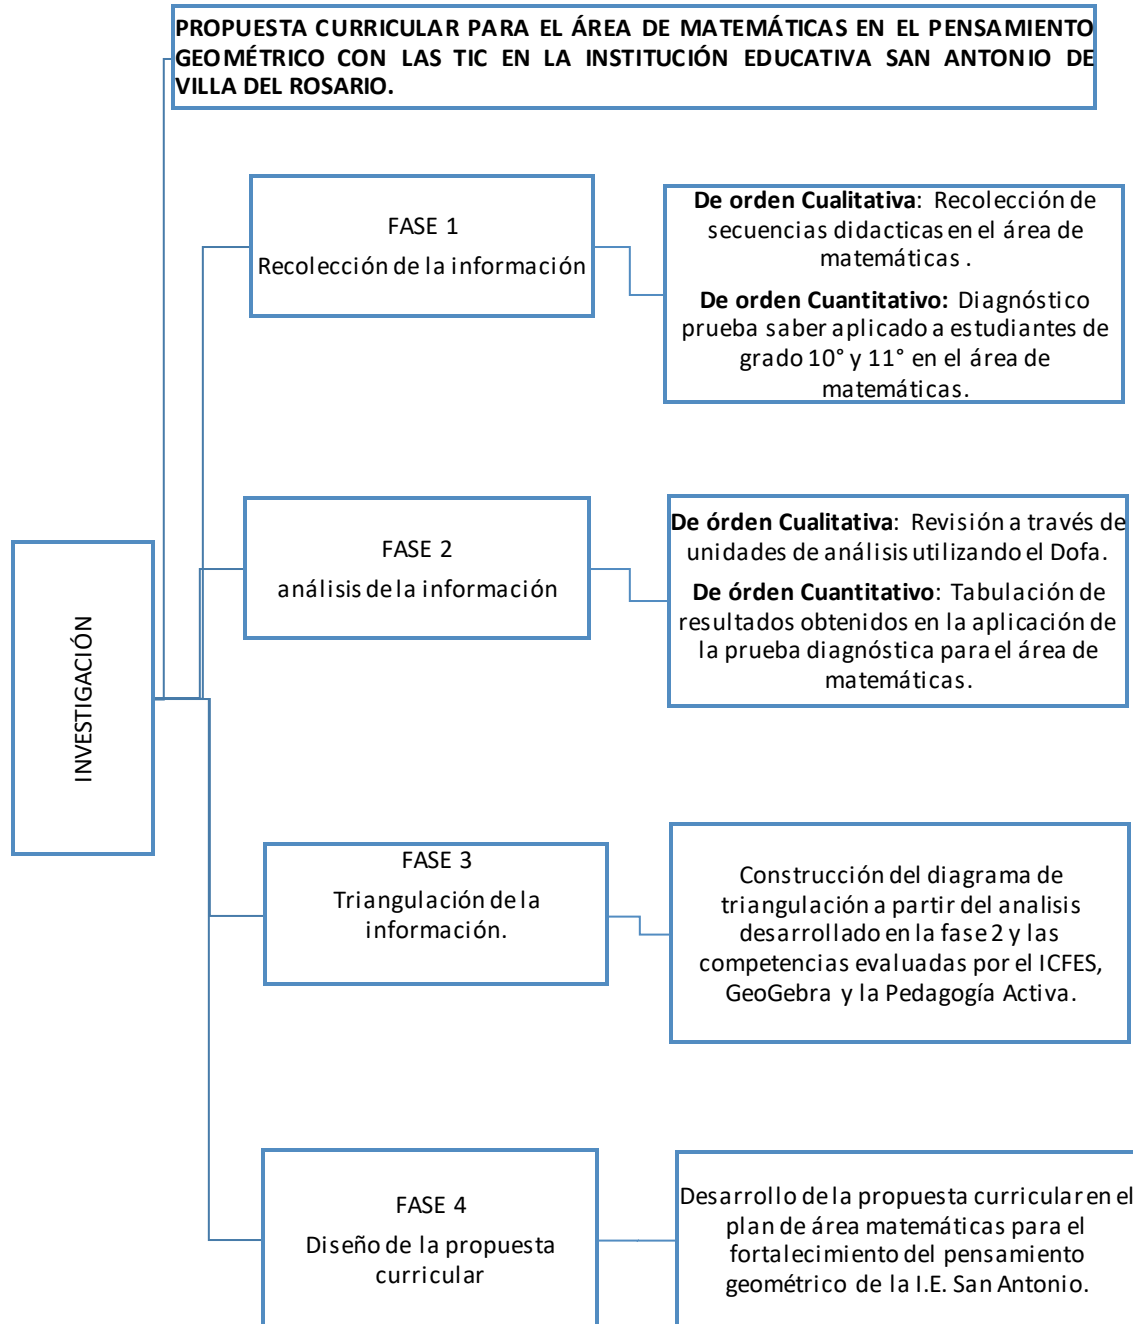 PROPUESTA CURRICULAR PARA EL ÁREA DE MATEMÁTICAS EN EL PENSAMIENTO
GEOMÉTRICO CON LAS TIC EN LA INSTITUCIÓN EDUCATIVA SAN ANTONIO DE
VILLA DEL ROSARIO.
FASE 1
Recolección de la información
De orden Cualitativa: Recolección de
secuencias didacticas en el área de
matemáticas .
De orden Cuantitativo: Diagnóstico
prueba saber aplicado a estudiantes de
grado 10° y 11° en el área de
matemáticas.
INVESTIGACIÓN
FASE 2
análisis de la información
De órden Cualitativa: Revisión a través de
unidades de análisis utilizando el Dofa.
De órden Cuantitativo: Tabulación de
resultados obtenidos en la aplicación de
la prueba diagnóstica para el área de
matemáticas.
FASE 3
Triangulación de la
información.
Construcción del diagrama de
triangulación a partir del analisis
desarrollado en la fase 2 y las
competencias evaluadas por el ICFES,
GeoGebra y la Pedagogía Activa.
FASE 4
Diseño de la propuesta
curricular
Desarrollo de la propuesta curricular en el
plan de área matemáticas para el
fortalecimiento del pensamiento
geométrico de la I.E. San Antonio.